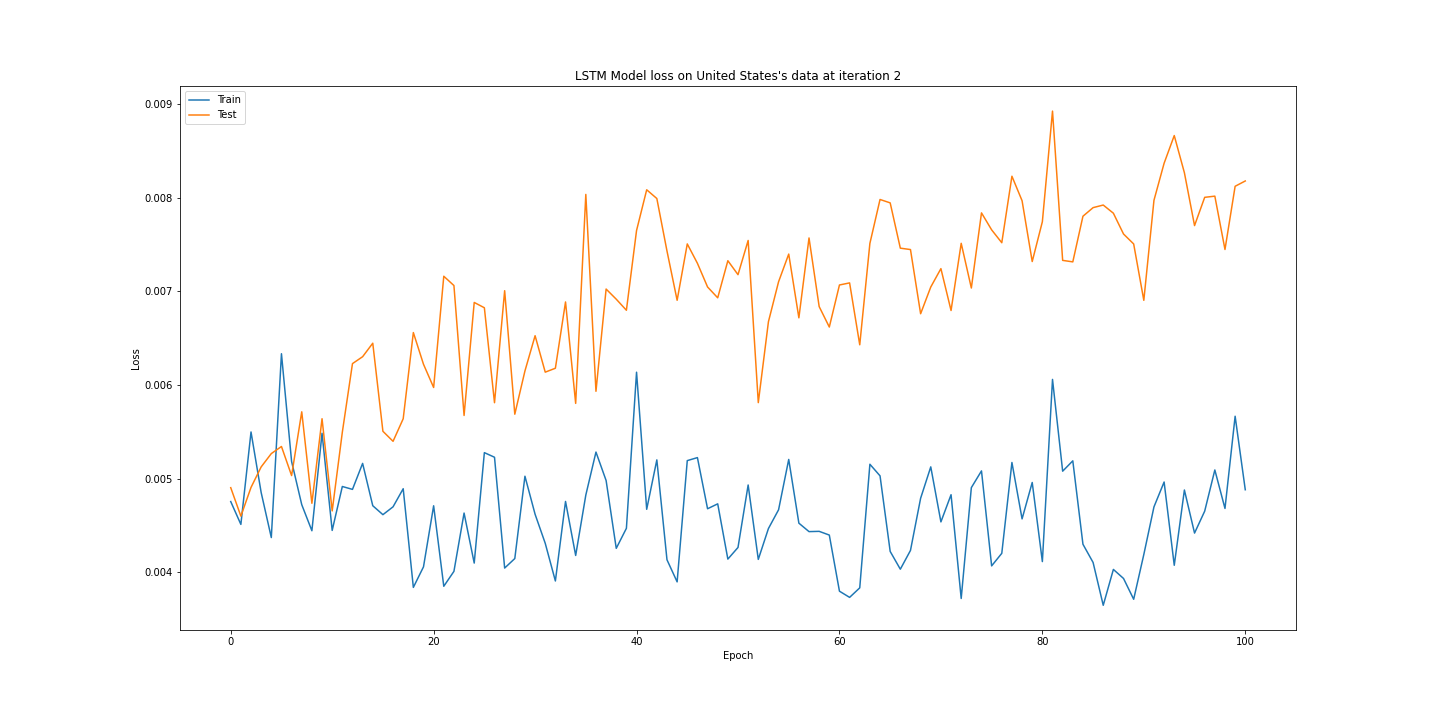 LSTM Model loss on United States's data at iteration 2
Train
Test
0.009
0.008
0.007
0.006
0.005
0.004
Loss
0 20 40 60 80 100
Epoch